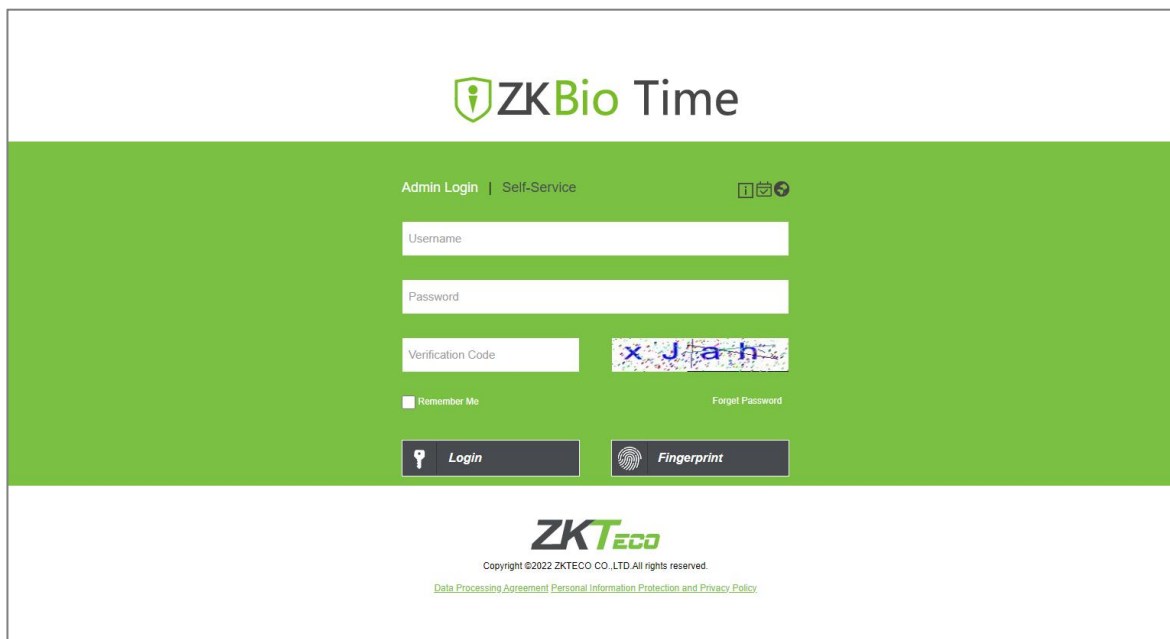 ZKBio Time
Admin Login | Self-Service
Username
Password
Verification Code
x J a h
Remember Me
Forget Password
Login
Fingerprint
ZKTECO
Copyright ©2022 ZKTECO CO.,LTD.All rights reserved.
Data Processing Agreement Personal Information Protection and Privacy Policy